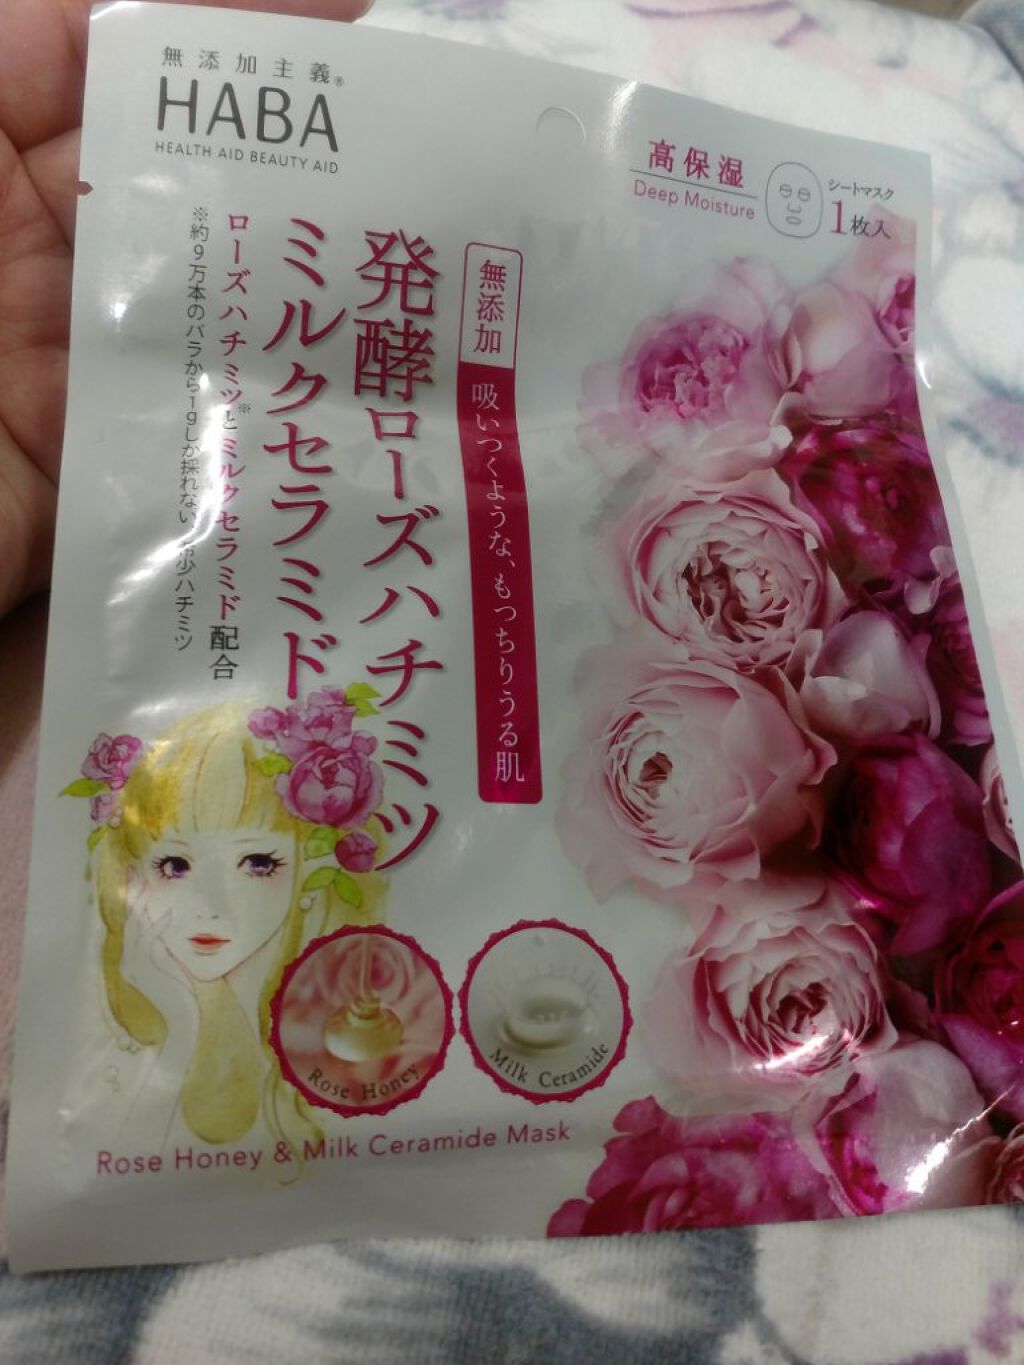 無添加主義®
HABA
HEALTH AID BEAUTY AID
高保湿
Deep Moisture
シートマスク
1枚入
無添加
吸いつくような、もっちりうる肌
発酵ローズハチミツ
ミルクセラミド
ローズハチミツ※とミルクセラミド配合
※約9万本のバラから1gしか採れない希少ハチミツ
Rose Honey
Milk Ceramide
Rose Honey & Milk Ceramide Mask